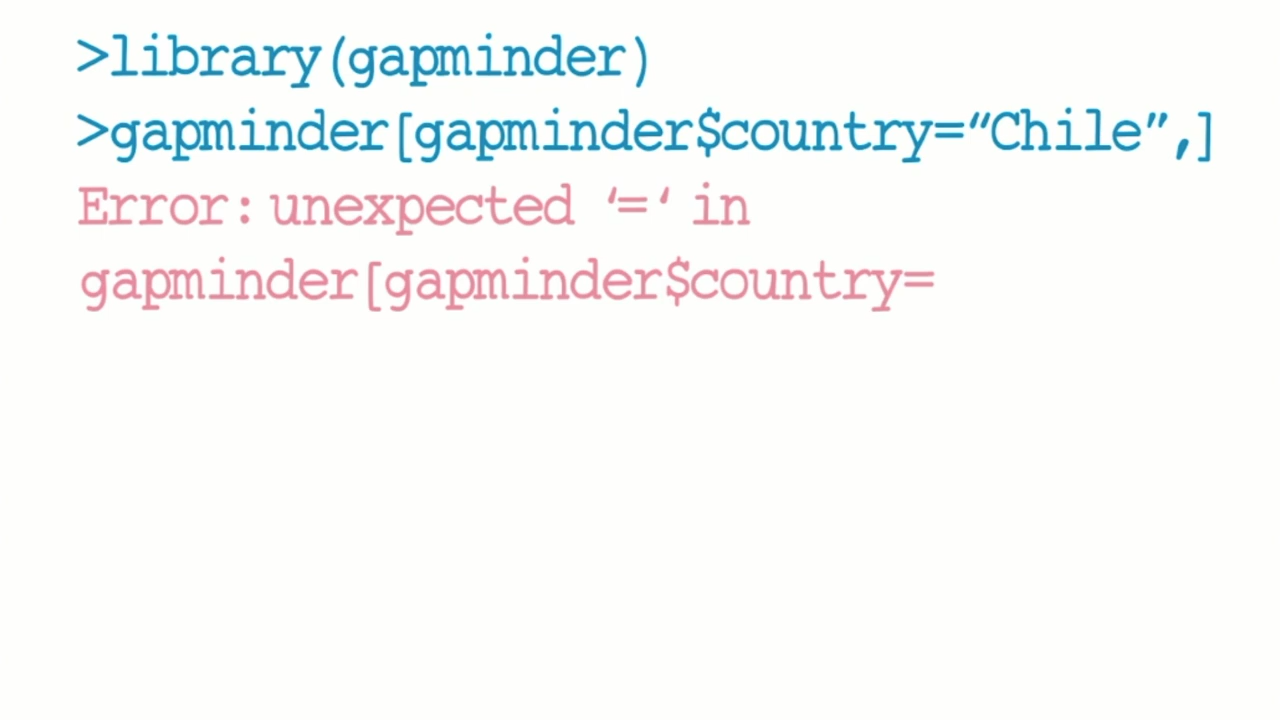 >library(gapminder)
>gapminder[gapminder$country=“Chile”,]
Error: unexpected ‘=‘ in
gapminder[gapminder$country=